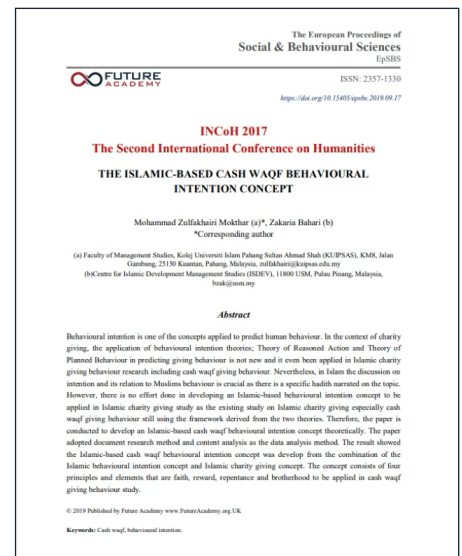 The European Proceedings of
Social & Behavioural Sciences
EpSBS
FUTURE
ACADEMY
ISSN: 2357-1330
https://doi.org/10.15405/epsbs.2019.09.17
INCoH 2017
The Second International Conference on Humanities
THE ISLAMIC-BASED CASH WAQF BEHAVIOURAL
INTENTION CONCEPT
Mohammad Zulfakhairi Mokthar (a)*, Zakaria Bahari (b)
*Corresponding author
(a) Faculty of Management Studies, Kolej Universiti Islam Pahang Sultan Ahmad Shah (KUIPSAS), KM8, Jalan
Gambang, 25150 Kuantan, Pahang, Malaysia, zulfakhairi@kuipsas.edu.my
(b)Centre for Islamic Development Management Studies (ISDEV), 11800 USM, Pulau Pinang, Malaysia,
bzak@usm.my
Abstract
Behavioural intention is one of the concepts applied to predict human behaviour. In the context of charity
giving, the application of behavioural intention theories; Theory of Reasoned Action and Theory of
Planned Behaviour in predicting giving behaviour is not new and it even been applied in Islamic charity
giving behaviour research including cash waqf giving behaviour. Nevertheless, in Islam the discussion on
intention and its relation to Muslims behaviour is crucial as there is a specific hadith narrated on the topic.
However, there is no effort done in developing an Islamic-based behavioural intention concept to be
applied in Islamic charity giving study as the existing study on Islamic charity giving especially cash
waqf giving behaviour still using the framework derived from the two theories. Therefore, the paper is
conducted to develop an Islamic-based cash waqf behavioural intention concept theoretically. The paper
adopted document research method and content analysis as the data analysis method. The result showed
the Islamic-based cash waqf behavioural intention concept was develop from the combination of the
Islamic behavioural intention concept and Islamic charity giving concept. The concept consists of four
principles and elements that are faith, reward, repentance and brotherhood to be applied in cash waqf
giving behaviour study.
© 2019 Published by Future Academy www.FutureAcademy.org.UK
Keywords: Cash waqf, behavioural intention.